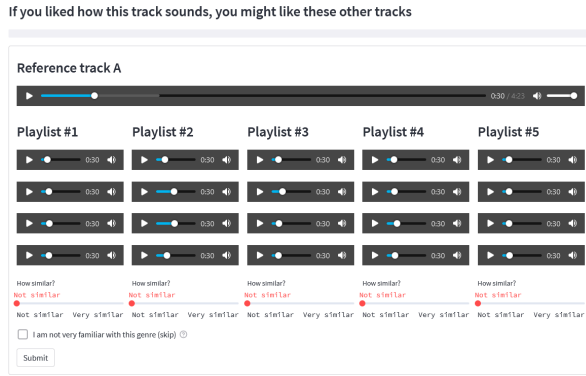 If you liked how this track sounds, you might like these other tracks
Reference track A
0:30 / 4:23
Playlist #1 Playlist #2 Playlist #3 Playlist #4 Playlist #5
0:30 0:30 0:30 0:30 0:30
0:30 0:30 0:30 0:30 0:30
0:30 0:30 0:30 0:30 0:30
0:30 0:30 0:30 0:30 0:30
How similar? How similar? How similar? How similar? How similar?
Not similar Not similar Not similar Not similar Not similar
Not similar Very similar Not similar Very similar Not similar Very similar Not similar Very similar Not similar Very similar
I am not very familiar with this genre (skip)
Submit